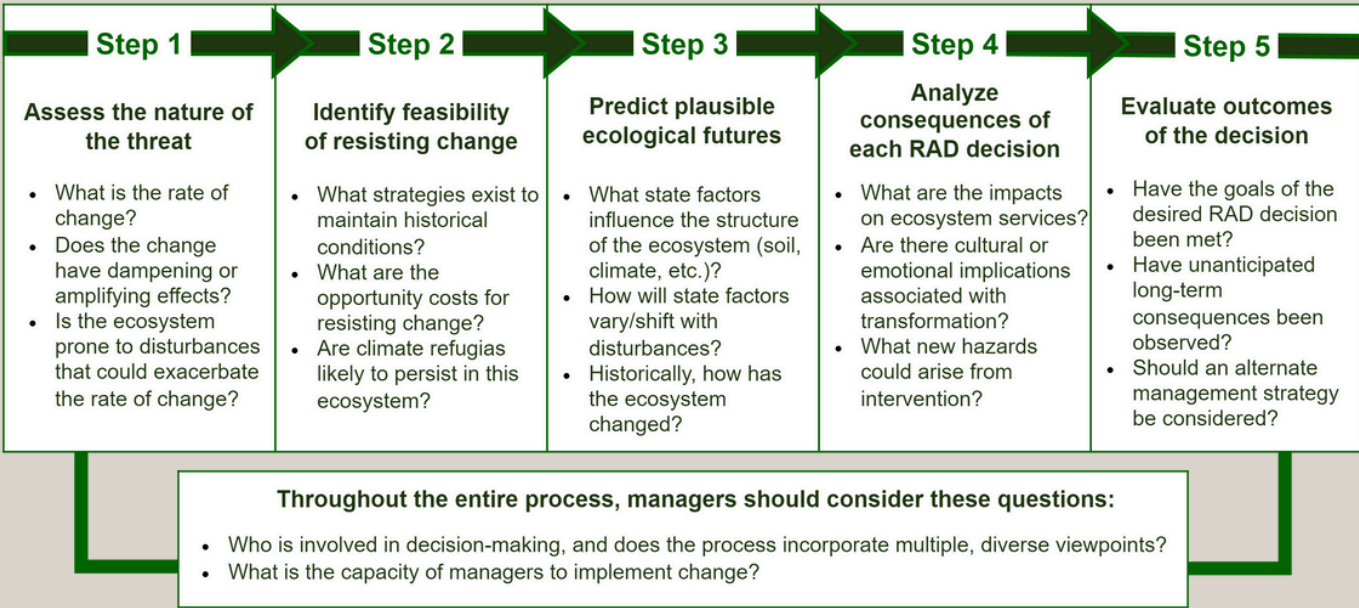 Step 1
Assess the nature of
the threat
• What is the rate of
change?
• Does the change
have dampening or
amplifying effects?
• Is the ecosystem
prone to disturbances
that could exacerbate
the rate of change?
Step 2
Identify feasibility
of resisting change
• What strategies exist to
maintain historical
conditions?
• What are the
opportunity costs for
resisting change?
• Are climate refugias
likely to persist in this
ecosystem?
Step 3
Predict plausible
ecological futures
• What state factors
influence the structure
of the ecosystem (soil,
climate, etc.)?
• How will state factors
vary/shift with
disturbances?
• Historically, how has
the ecosystem
changed?
Step 4
Analyze
consequences of
each RAD decision
• What are the impacts
on ecosystem services?
• Are there cultural or
emotional implications
associated with
transformation?
• What new hazards
could arise from
intervention?
Step 5
Evaluate outcomes
of the decision
• Have the goals of the
desired RAD decision
been met?
• Have unanticipated
long-term
consequences been
observed?
• Should an alternate
management strategy
be considered?
Throughout the entire process, managers should consider these questions:
• Who is involved in decision-making, and does the process incorporate multiple, diverse viewpoints?
• What is the capacity of managers to implement change?